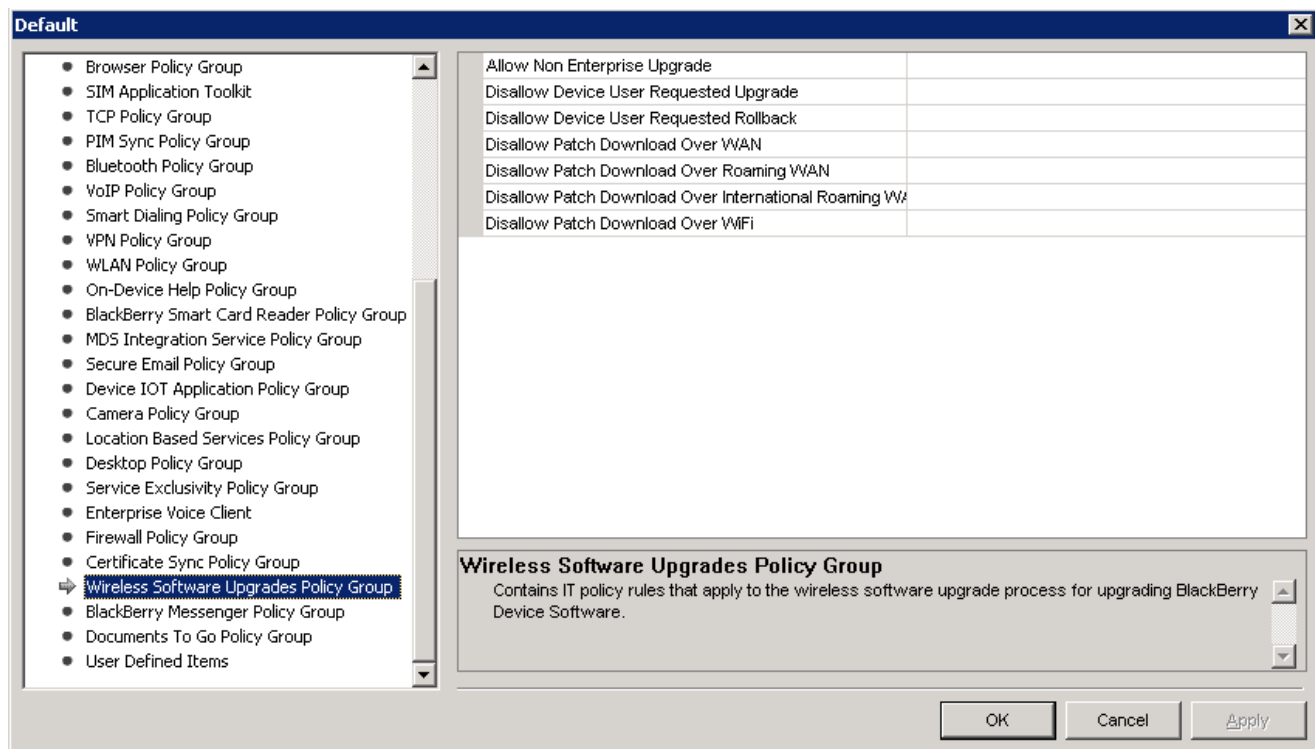 Default
Browser Policy Group
SIM Application Toolkit
TCP Policy Group
PIM Sync Policy Group
Bluetooth Policy Group
VoIP Policy Group
Smart Dialing Policy Group
VPN Policy Group
WLAN Policy Group
On-Device Help Policy Group
BlackBerry Smart Card Reader Policy Group
MDS Integration Service Policy Group
Secure Email Policy Group
Device IOT Application Policy Group
Camera Policy Group
Location Based Services Policy Group
Desktop Policy Group
Service Exclusivity Policy Group
Enterprise Voice Client
Firewall Policy Group
Certificate Sync Policy Group
Wireless Software Upgrades Policy Group
BlackBerry Messenger Policy Group
Documents To Go Policy Group
User Defined Items
Allow Non Enterprise Upgrade
Disallow Device User Requested Upgrade
Disallow Device User Requested Rollback
Disallow Patch Download Over WAN
Disallow Patch Download Over Roaming WAN
Disallow Patch Download Over International Roaming
Disallow Patch Download Over WiFi
Wireless Software Upgrades Policy Group
Contains IT policy rules that apply to the wireless software upgrade process for upgrading BlackBerry
Device Software.
OK
Cancel
Apply